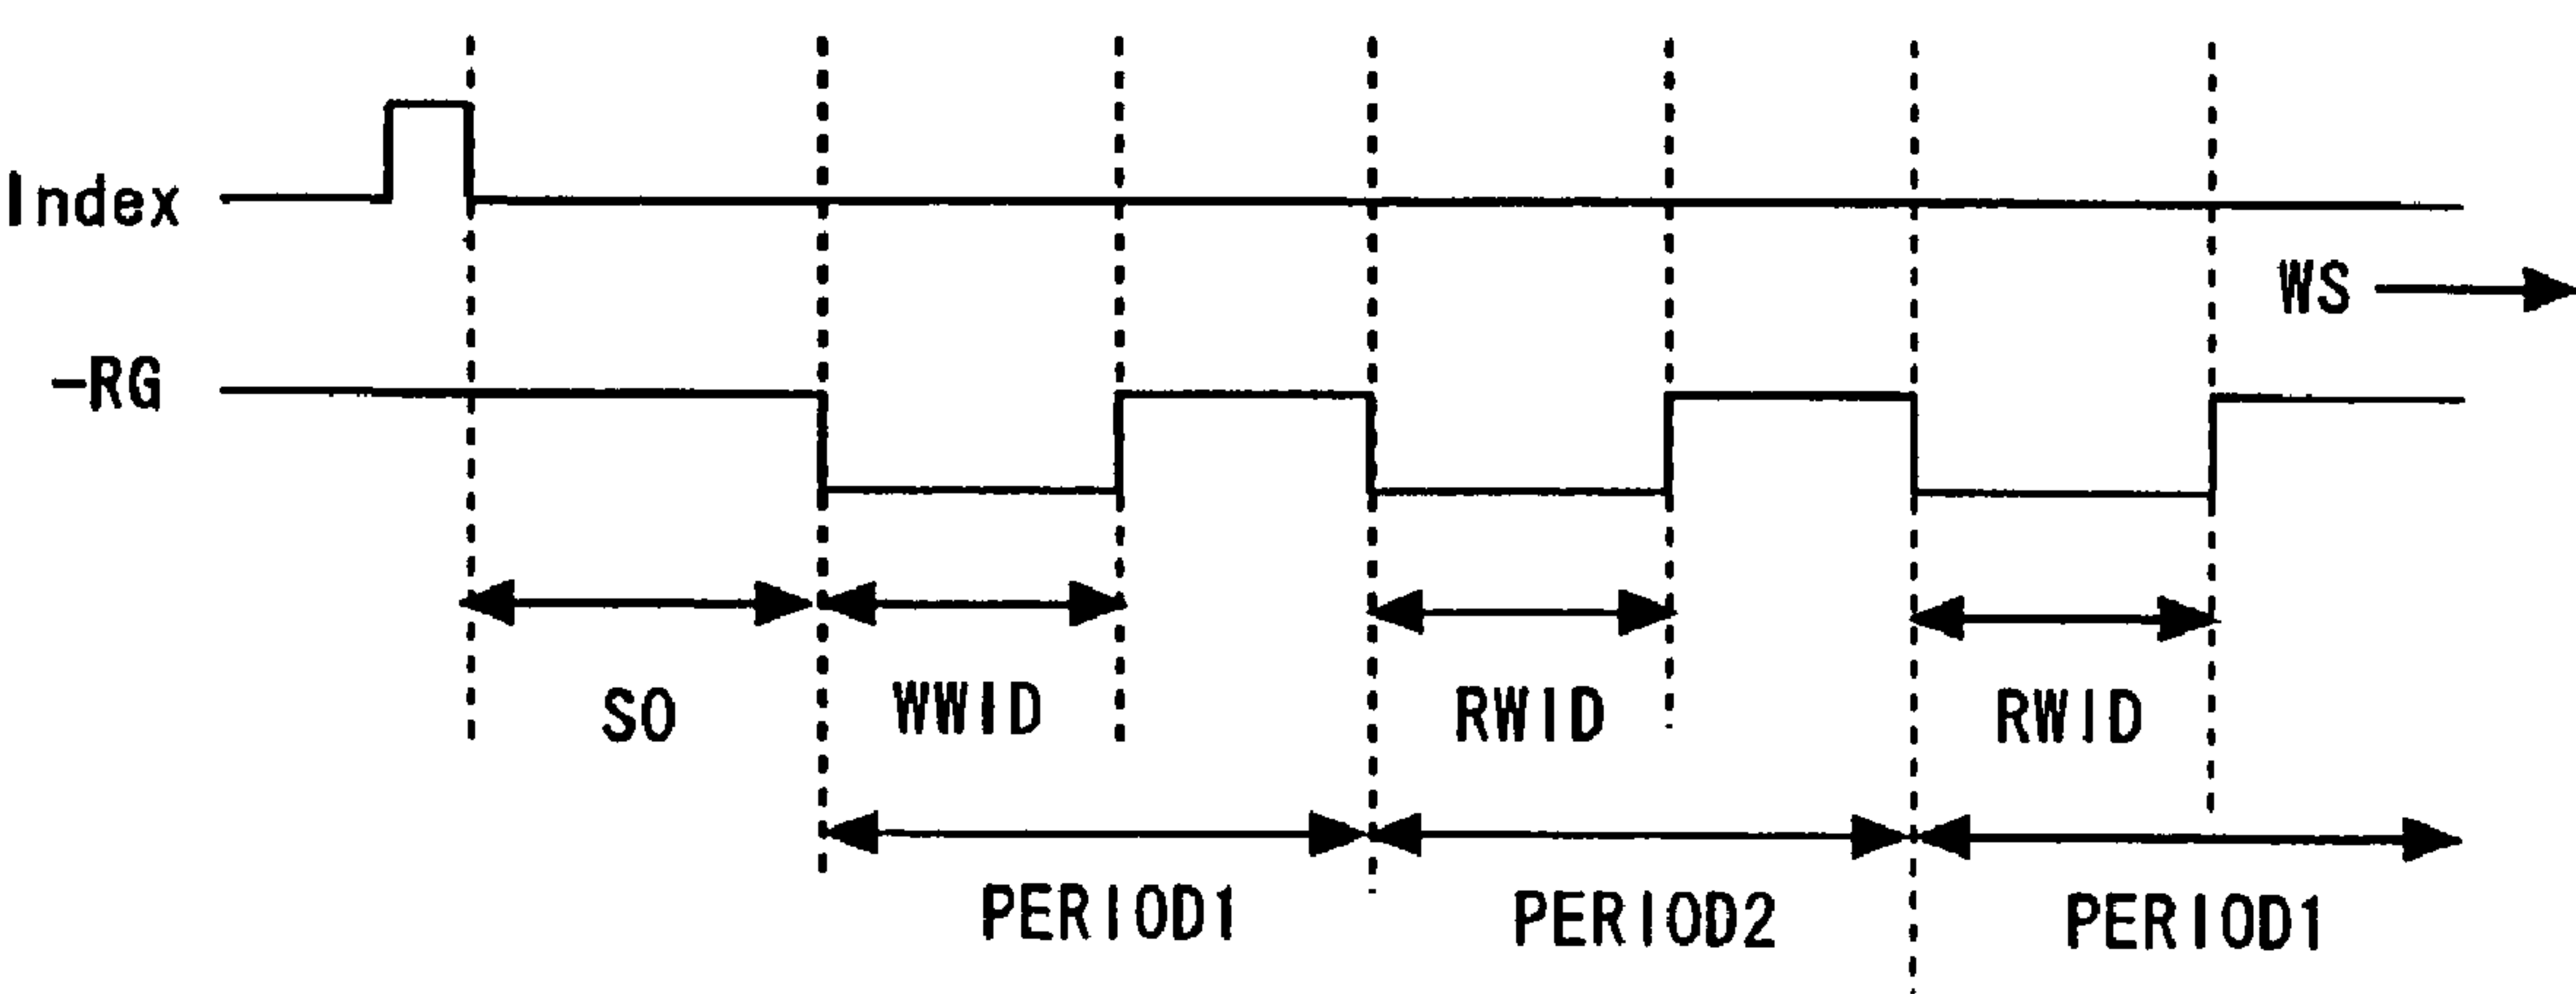 Index
WS
-RG
SO WWID RWID RWID
PERIOD1 PERIOD2 PERIOD1